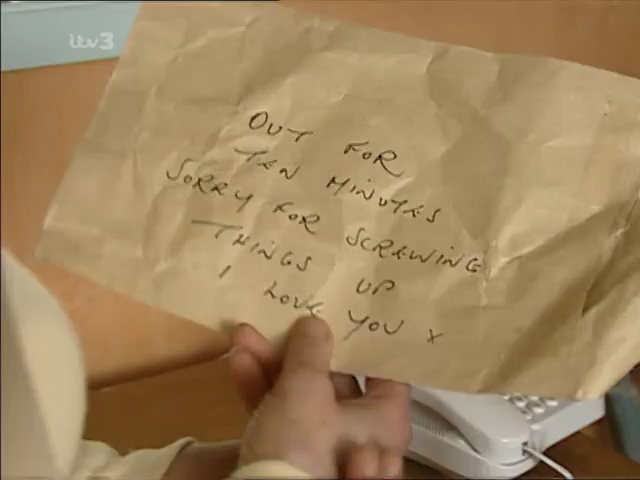 itv3
OUT FOR
TEN MINUTES
SORRY FOR SCREWING
THINGS UP
I LOVE YOU x